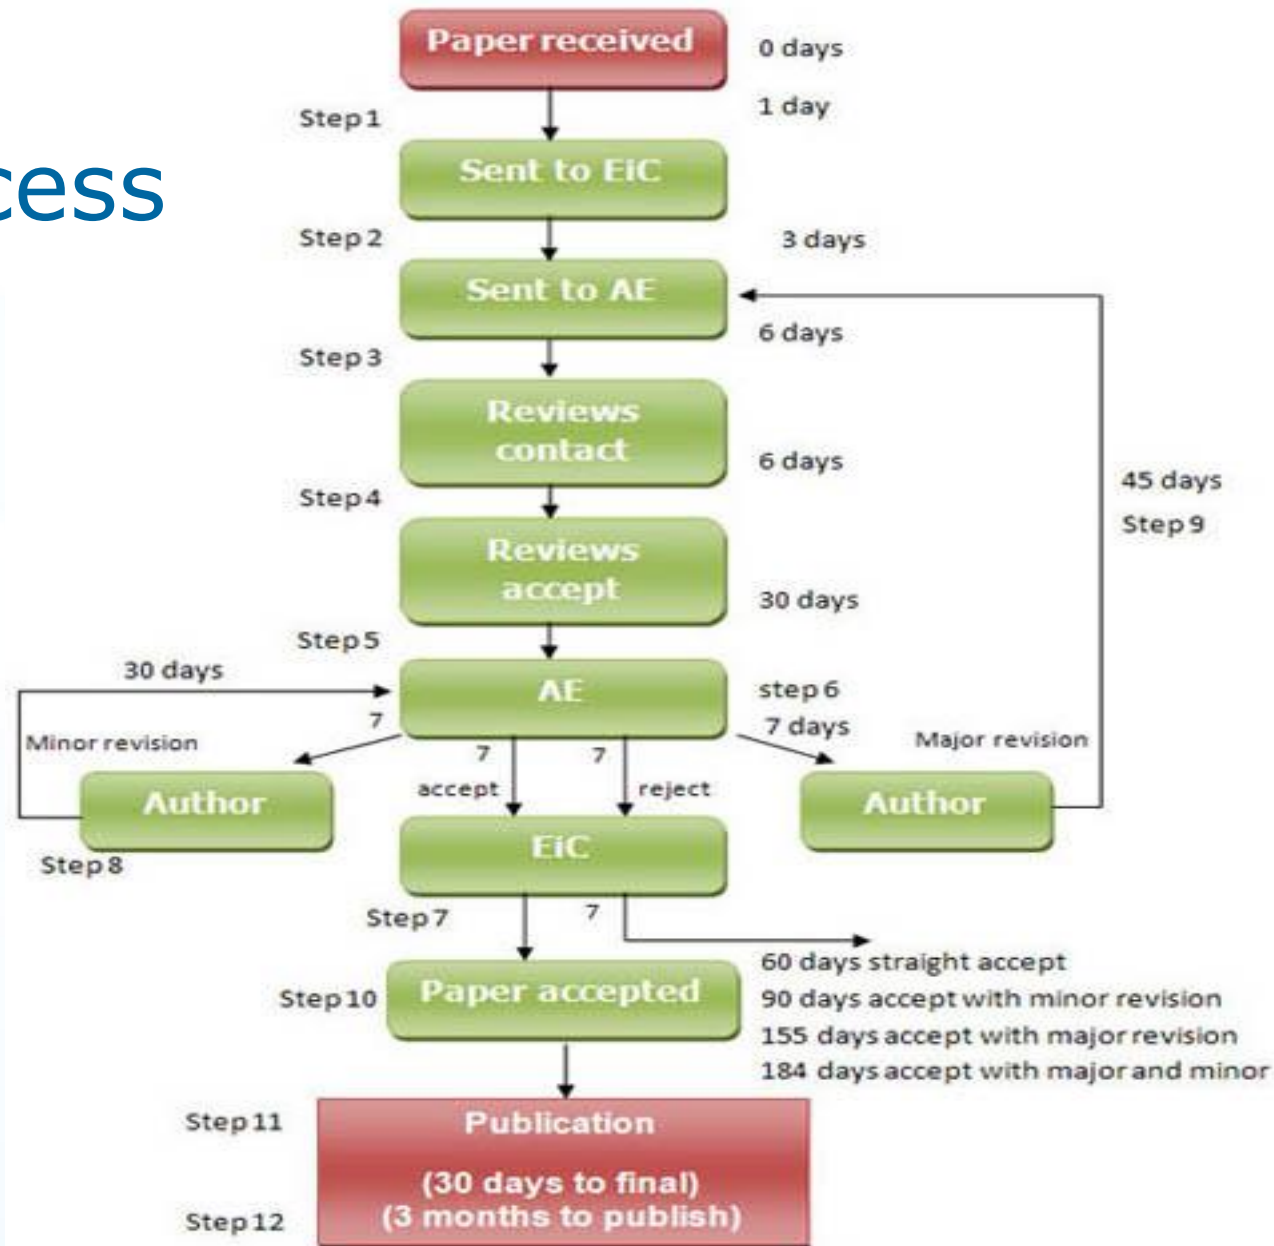 Paper received
0 days
1 day
Step 1
cess
Sent to EiC
Step 2
3 days
Sent to AE
6 days
Step 3
Reviews
contact
6 days
45 days
Step 4
Step 9
Reviews
accept
30 days
Step 5
30 days
AE
step 6
7
7 days
Minor revision
7
7
Major revision
accept
reject
Author
Author
EiC
Step 8
Step 7
7
60 days straight accept
Step 10
Paper accepted
90 days accept with minor revision
155 days accept with major revision
184 days accept with major and minor
Step 11
Publication
(30 days to final)
(3 months to publish)
Step 12